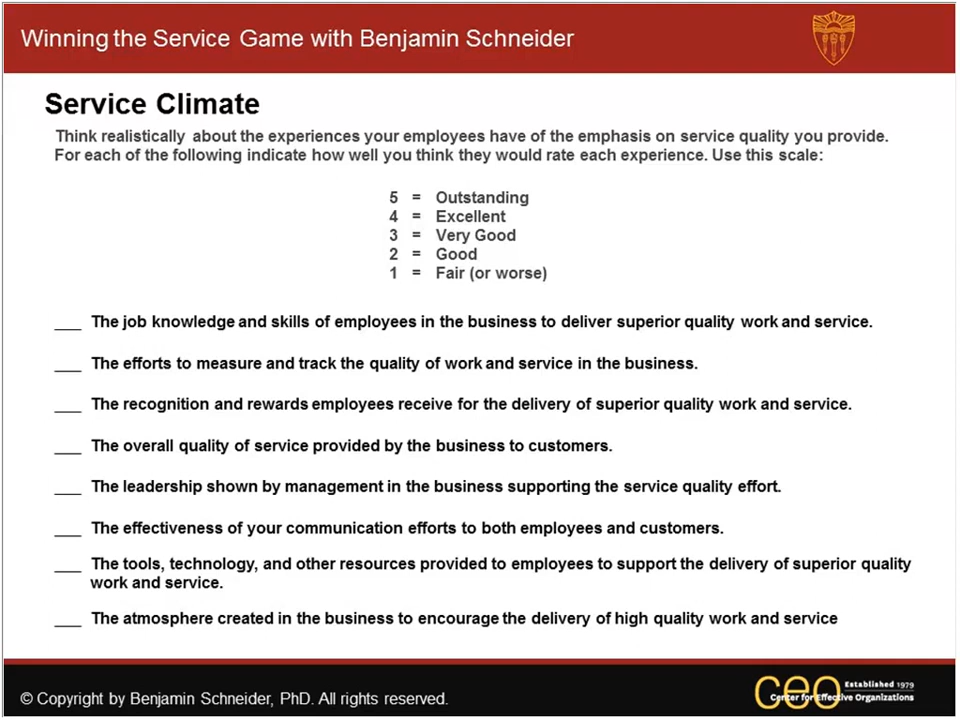 Winning the Service Game with Benjamin Schneider
Service Climate
Think realistically about the experiences your employees have of the emphasis on service quality you provide.
For each of the following indicate how well you think they would rate each experience. Use this scale:
5 = Outstanding
4 = Excellent
3 = Very Good
2 = Good
1 = Fair (or worse)
___ The job knowledge and skills of employees in the business to deliver superior quality work and service.
___ The efforts to measure and track the quality of work and service in the business.
___ The recognition and rewards employees receive for the delivery of superior quality work and service.
___ The overall quality of service provided by the business to customers.
___ The leadership shown by management in the business supporting the service quality effort.
___ The effectiveness of your communication efforts to both employees and customers.
___ The tools, technology, and other resources provided to employees to support the delivery of superior quality
work and service.
___ The atmosphere created in the business to encourage the delivery of high quality work and service
© Copyright by Benjamin Schneider, PhD. All rights reserved.
ceo
Established 1979
Center for Effective Organizations